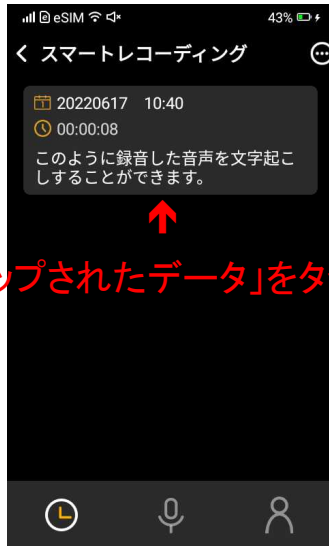 eSIM 43%
スマートレコーディング
20220617 10:40
00:00:08
このように録音した音声を文字起こ
しすることができます。
プされたデータ」をタ